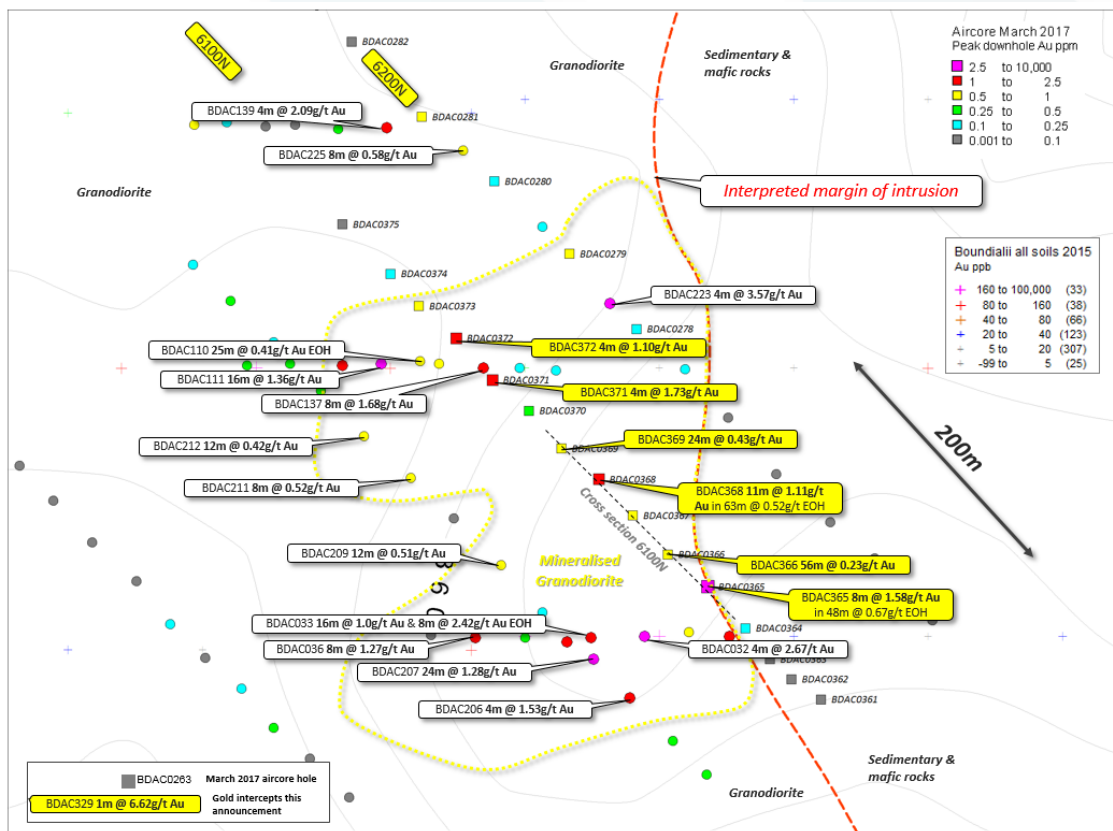 6100N
BDAC0282
6200N
Granodiorite
Sedimentary &
mafic rocks
Aircore March 2017
Peak downhole Au ppm
2.5 to 10,000
1 to 2.5
0.5 to 1
0.25 to 0.5
0.1 to 0.25
0.001 to 0.1
BDAC139 4m @ 2.09g/t Au
BDAC0281
BDAC225 8m @ 0.58g/t Au
BDAC0280
Granodiorite
Interpreted margin of intrusion
BDAC0375
BDAC0279
Boundialii all soils 2015
Au ppb
160 to 100,000 (33)
80 to 160 (38)
40 to 80 (66)
20 to 40 (123)
5 to 20 (307)
-99 to 5 (25)
BDAC0374
BDAC223 4m @ 3.57g/t Au
BDAC0373
BDAC0278
BDAC0372
BDAC372 4m @ 1.10g/t Au
BDAC110 25m @ 0.41g/t Au EOH
BDAC111 16m @ 1.36g/t Au
BDAC0371
BDAC371 4m @ 1.73g/t Au
BDAC137 8m @ 1.68g/t Au
BDAC0370
200m
BDAC212 12m @ 0.42g/t Au
BDAC369 24m @ 0.43g/t Au
BDAC0369
BDAC211 8m @ 0.52g/t Au
BDAC0368
BDAC368 11m @ 1.11g/t
Au in 63m @ 0.52g/t EOH
Cross section 6100N
BDAC0367
BDAC209 12m @ 0.51g/t Au
Mineralised
Granodiorite
BDAC0366
BDAC366 56m @ 0.23g/t Au
BDAC0365
BDAC365 8m @ 1.58g/t Au
in 48m @ 0.67g/t EOH
BDAC033 16m @ 1.0g/t Au & 8m @ 2.42g/t Au EOH
BDAC0364
BDAC036 8m @ 1.27g/t Au
BDAC032 4m @ 2.67g/t Au
BDAC0363
BDAC207 24m @ 1.28g/t Au
BDAC0362
BDAC206 4m @ 1.53g/t Au
BDAC0361
Sedimentary &
mafic rocks
Granodiorite
BDAC0263 March 2017 aircore hole
BDAC329 1m @ 6.62g/t Au
Gold intercepts this
announcement